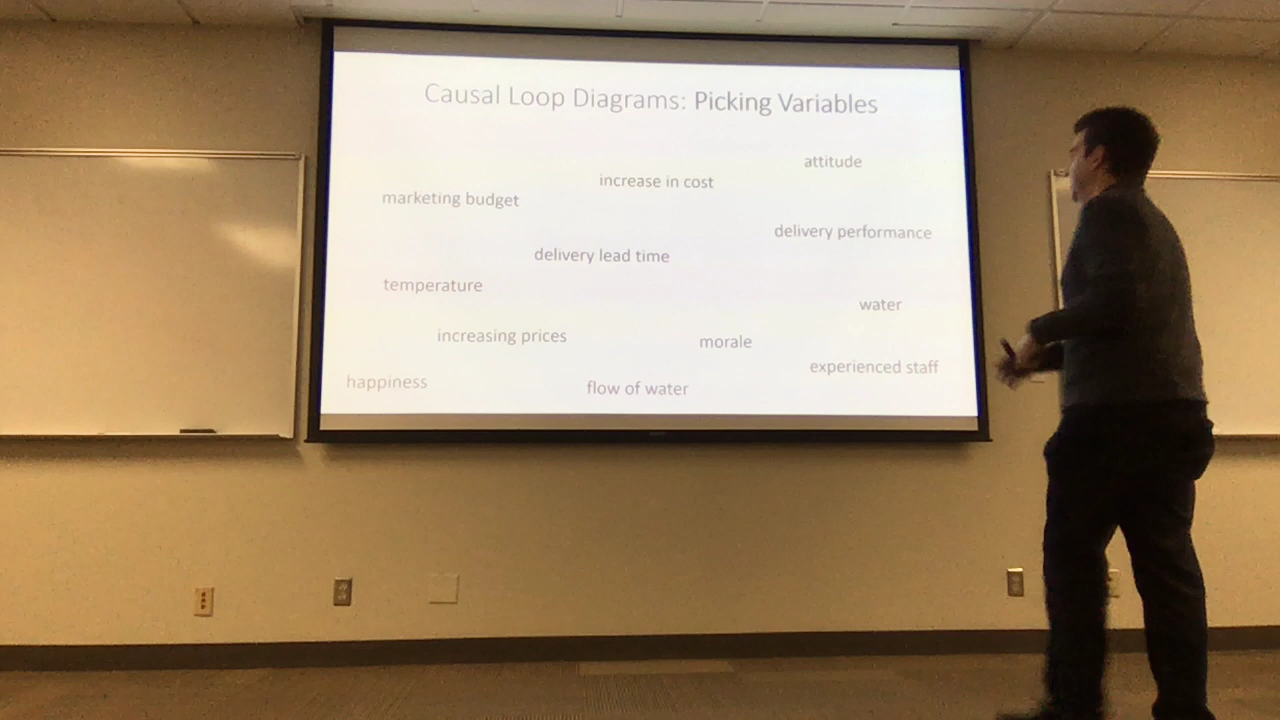 Causal Loop Diagrams: Picking Variables
attitude
increase in cost
marketing budget
delivery performance
delivery lead time
temperature
water
increasing prices
morale
experienced staff
happiness
flow of water